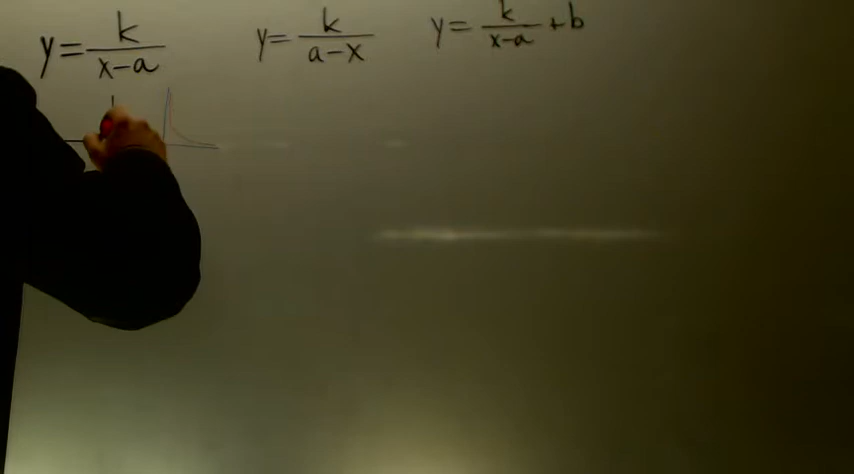 y = k/(x-a)
y = k/(a-x)
y = k/(x-a) + b